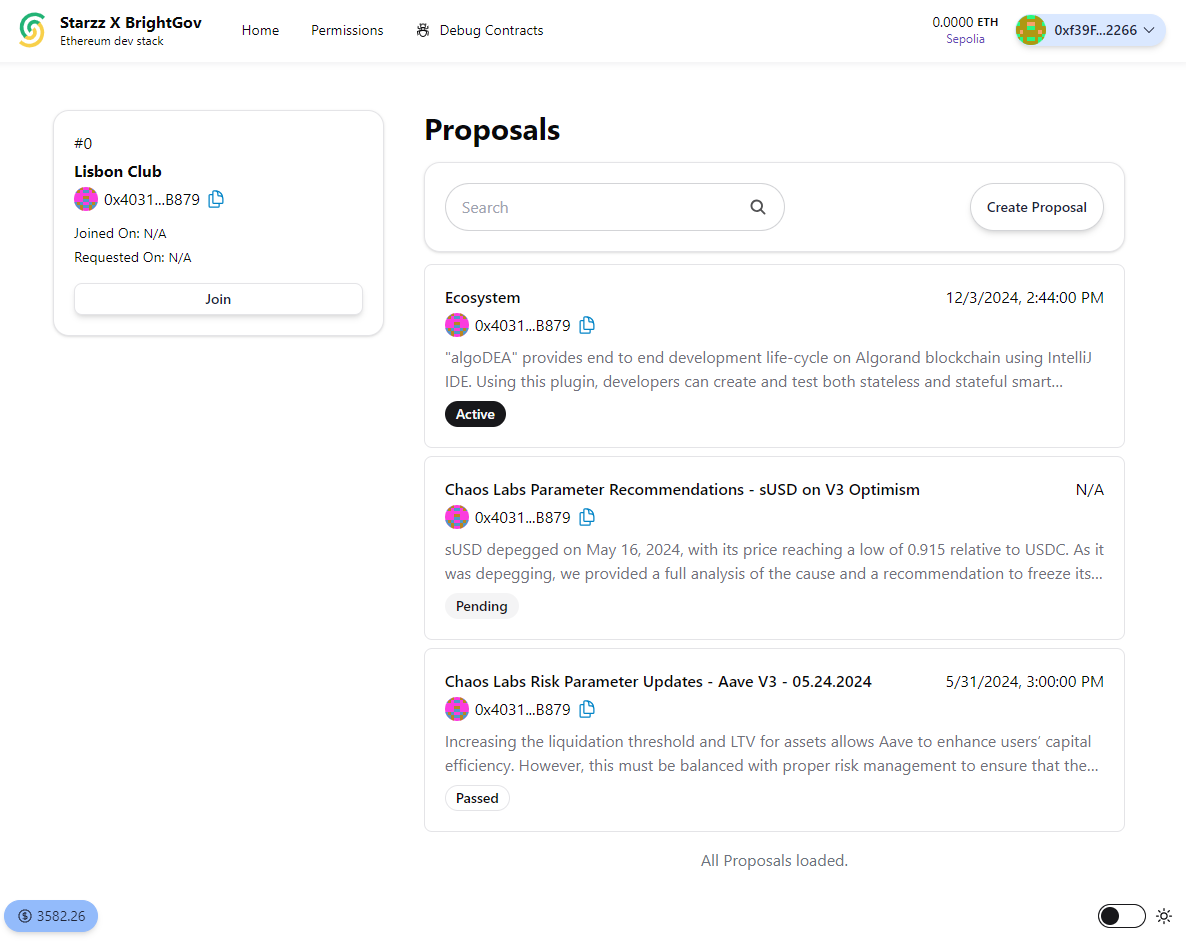 Starzz X BrightGov
Ethereum dev stack
Home
Permissions
Debug Contracts
0.0000 ETH
Sepolia
0xf39F...2266
#0
Lisbon Club
0x4031...B879
Joined On: N/A
Requested On: N/A
Join
Proposals
Search
Create Proposal
Ecosystem
12/3/2024, 2:44:00 PM
0x4031...B879
"algoDEA" provides end to end development life-cycle on Algorand blockchain using IntelliJ
IDE. Using this plugin, developers can create and test both stateless and stateful smart...
Active
Chaos Labs Parameter Recommendations - sUSD on V3 Optimism
N/A
0x4031...B879
sUSD depegged on May 16, 2024, with its price reaching a low of 0.915 relative to USDC. As it
was depegging, we provided a full analysis of the cause and a recommendation to freeze its...
Pending
Chaos Labs Risk Parameter Updates - Aave V3 - 05.24.2024
5/31/2024, 3:00:00 PM
0x4031...B879
Increasing the liquidation threshold and LTV for assets allows Aave to enhance users’ capital
efficiency. However, this must be balanced with proper risk management to ensure that the...
Passed
All Proposals loaded.
3582.26